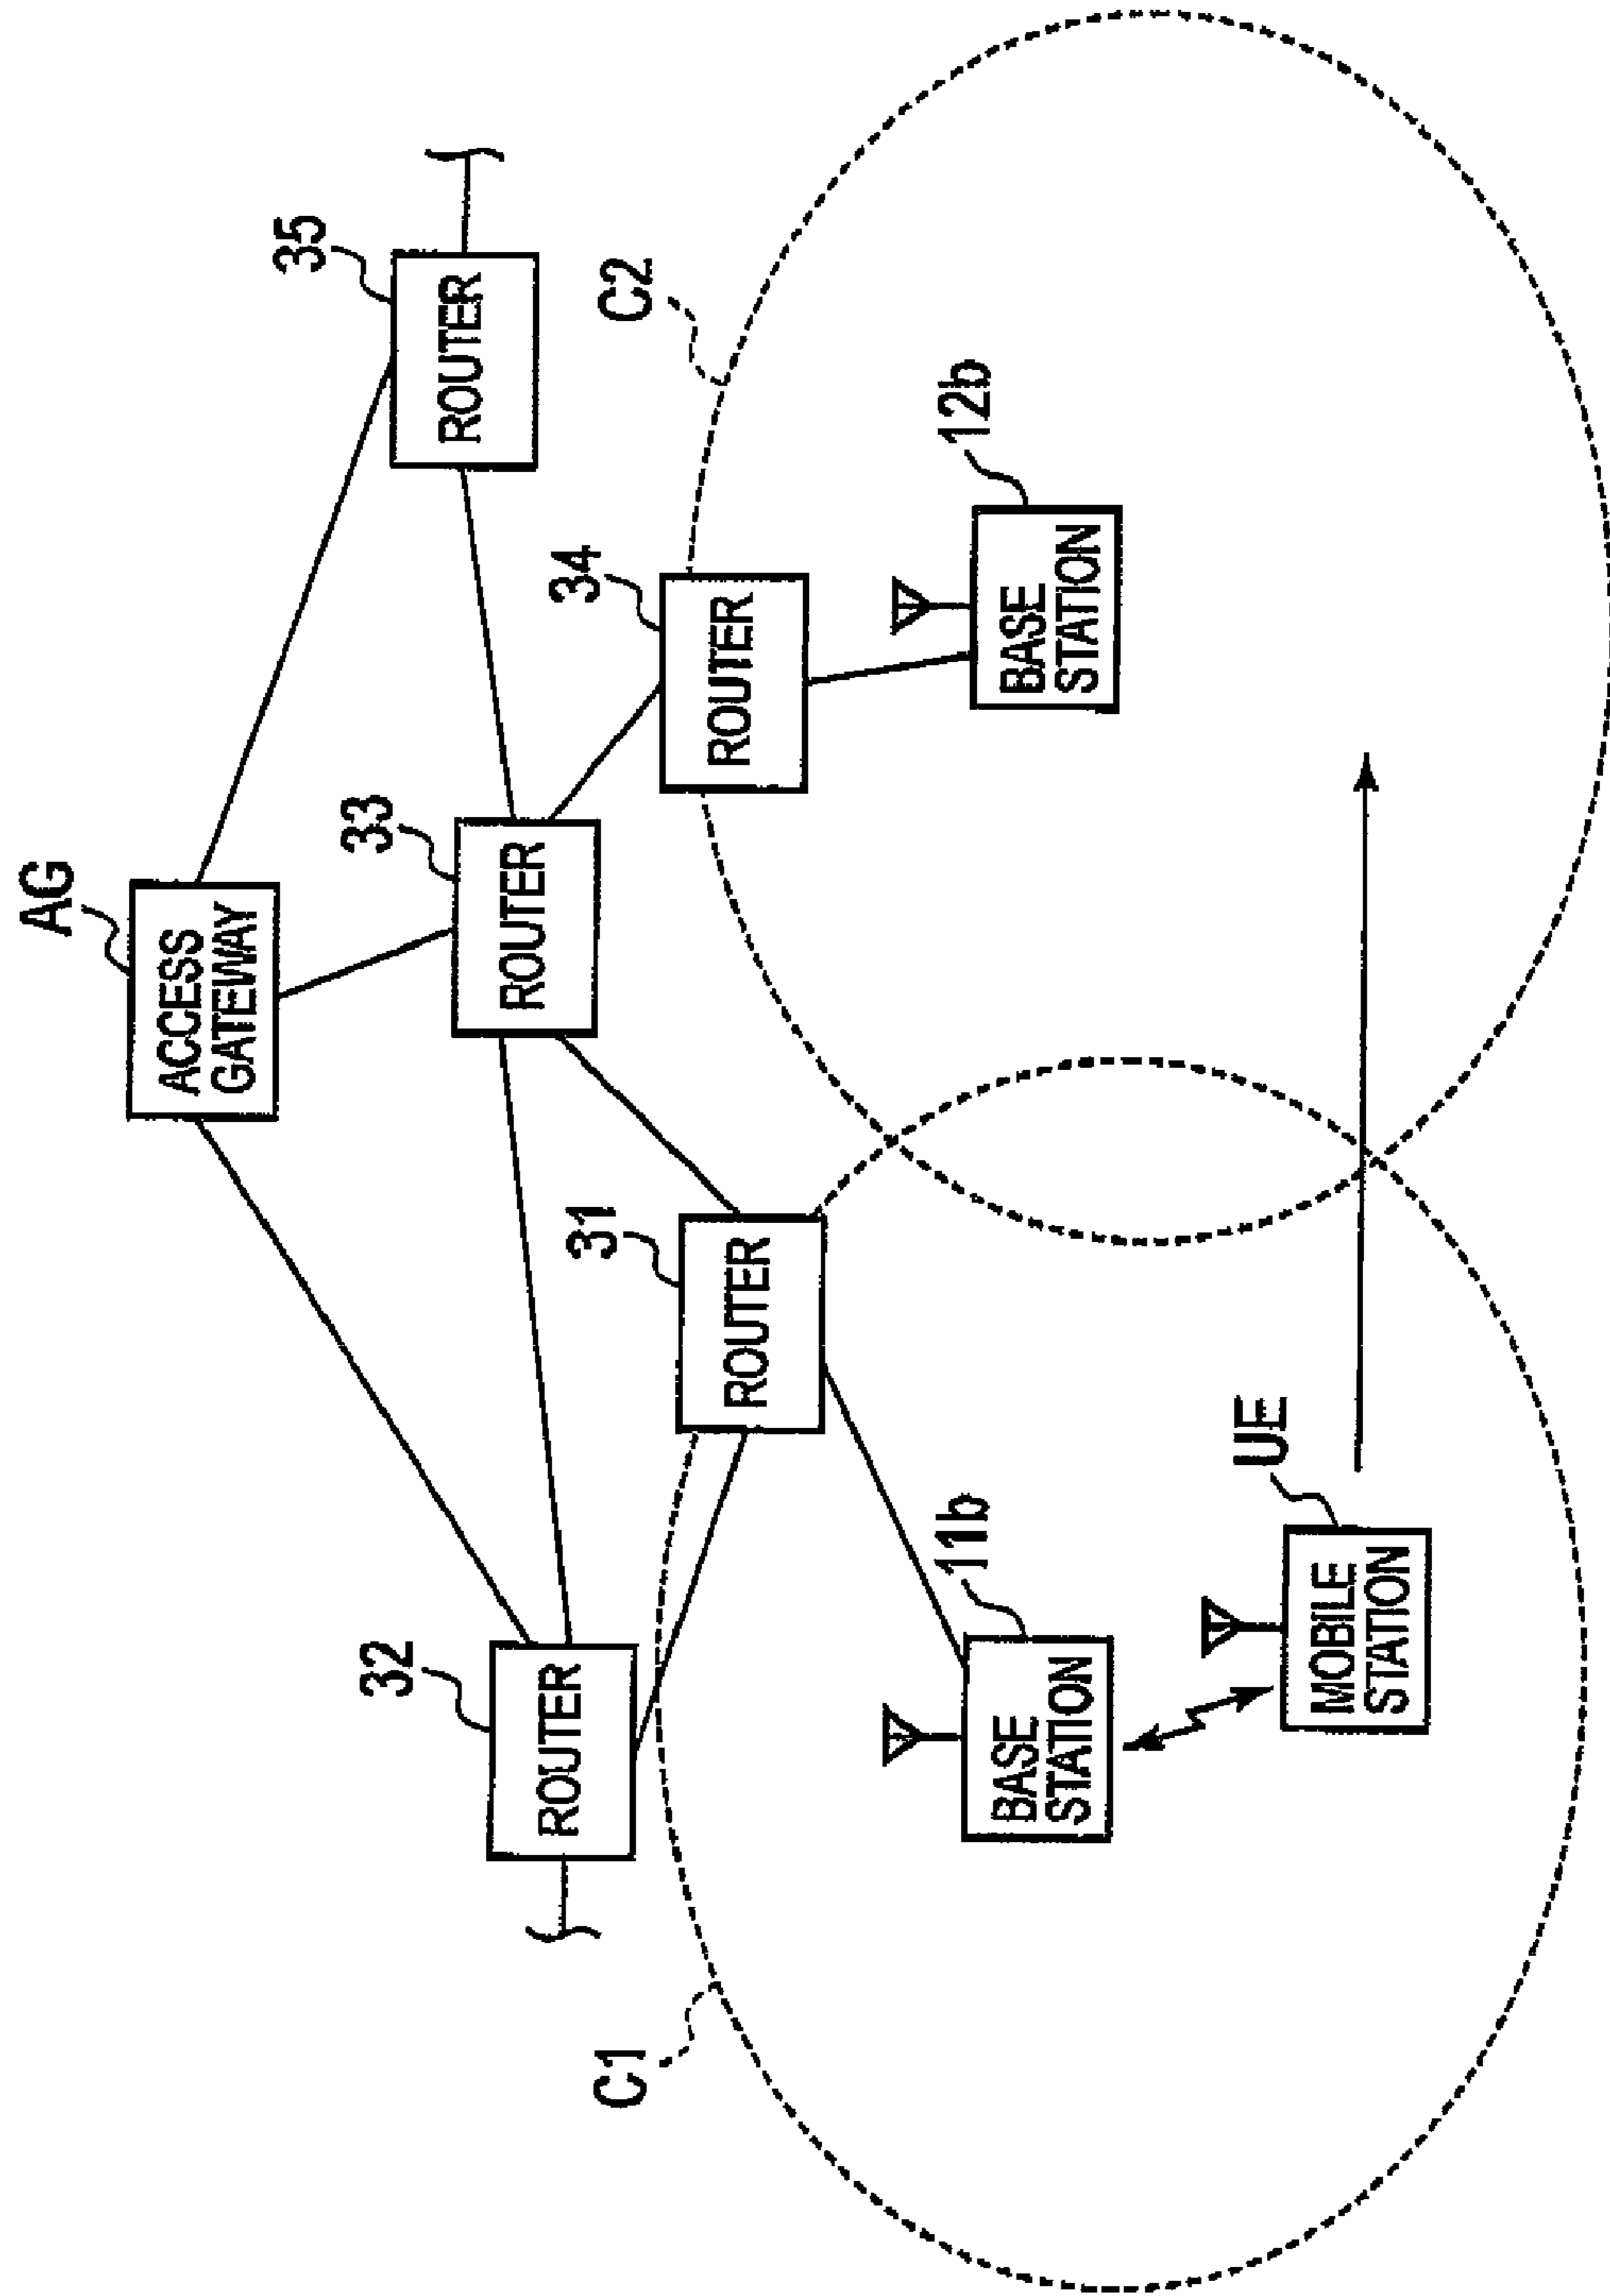 AG
ACCESS
GATEWAY
35
ROUTER
33
ROUTER
32
ROUTER
34
ROUTER
31
ROUTER
C1
C2
11b
BASE
STATION
12b
BASE
STATION
UE
MOBILE
STATION